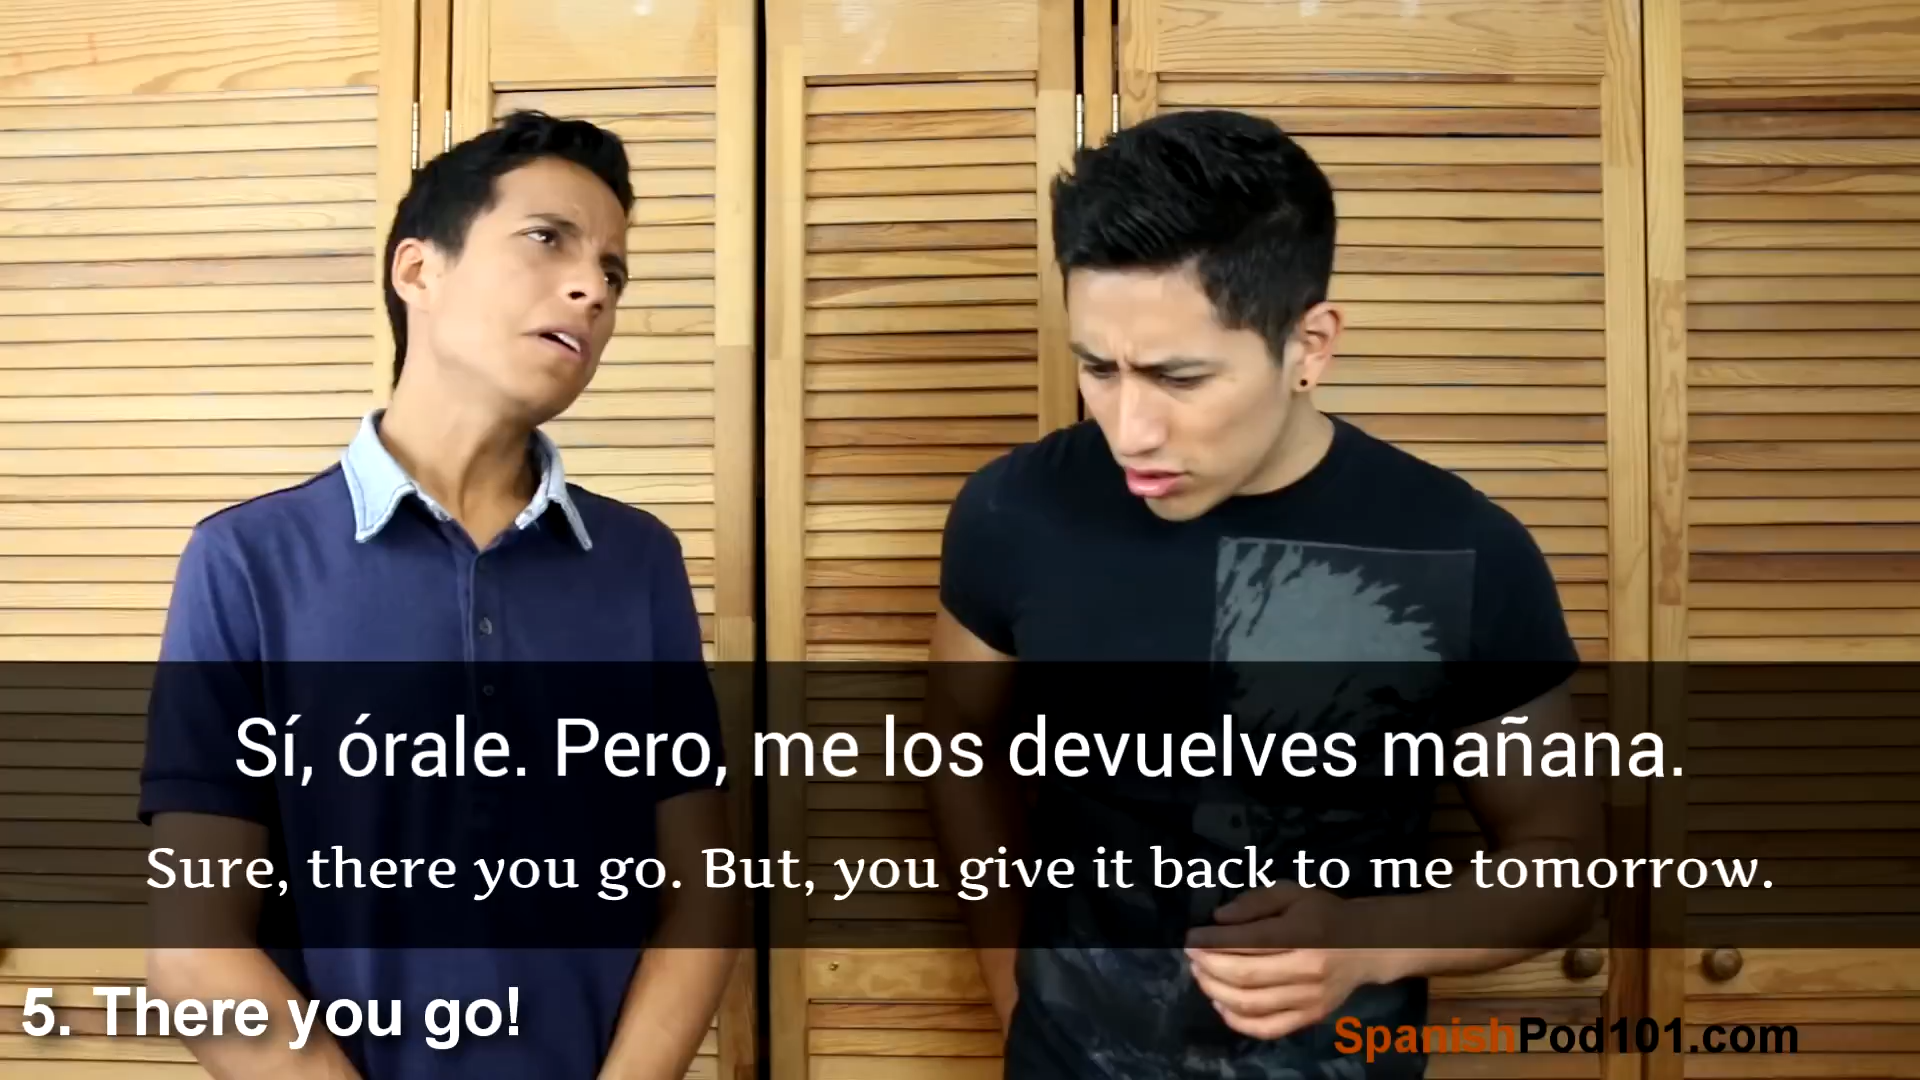 Sí, órale. Pero, me los devuelves mañana.
Sure, there you go. But, you give it back to me tomorrow.
5. There you go!
SpanishPod101.com